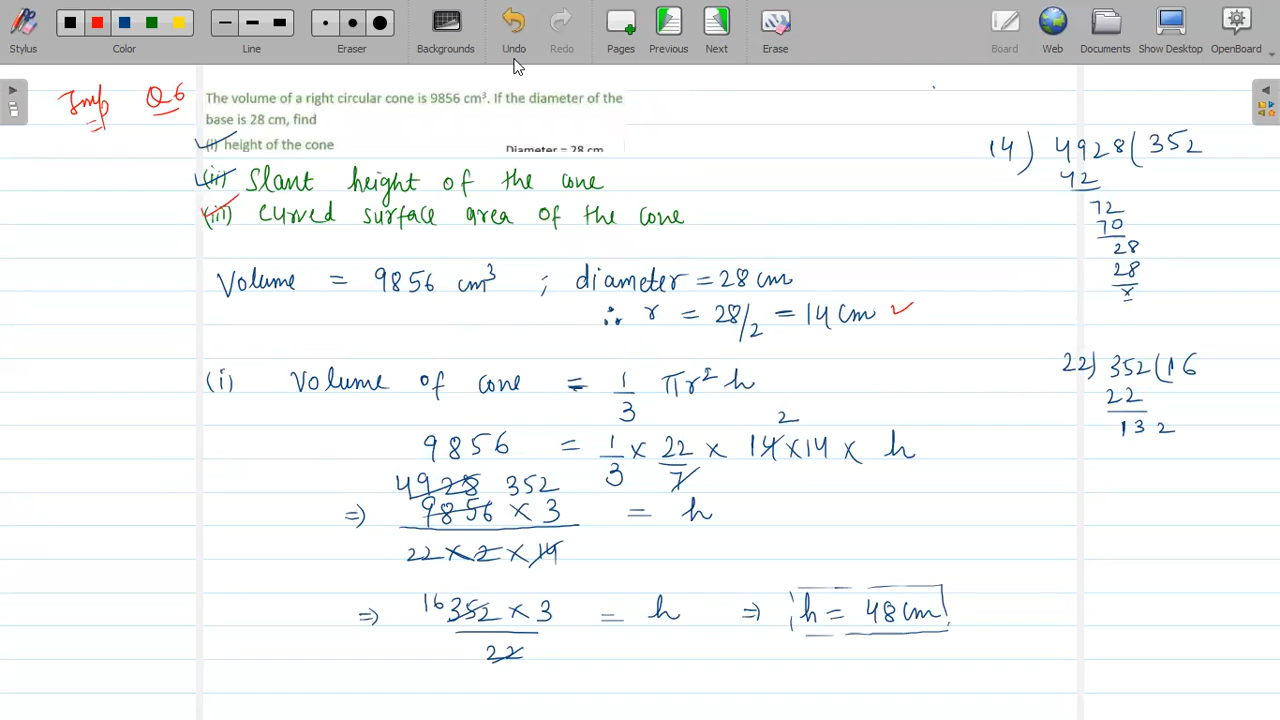 Stylus Color Line Eraser Backgrounds Undo Redo Pages Previous Next Erase Board Web Documents Show Desktop OpenBoard
Imp Q6
The volume of a right circular cone is 9856 cm³. If the diameter of the
base is 28 cm, find
(i) height of the cone
Diameter = 28 cm
(ii) Slant height of the cone
(iii) Curved surface area of the cone
Volume = 9856 cm³ ; diameter = 28 cm
∴ r = 28/2 = 14 cm ✓
(i) Volume of cone = 1/3 πr²h
2
9856 = 1/3 × 22/7 × 14 × 14 × h
4928 352
⇒ 9856 × 3 = h
22 × 2 × 14
⇒ 16 352 × 3 = h ⇒ h = 48 cm
22
14 ) 4928 ( 352
42
72
70
28
28
x
22 ) 352 ( 16
22
132